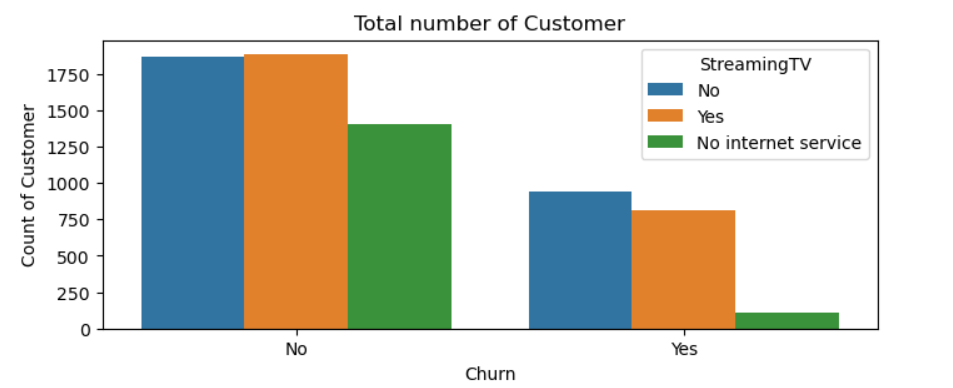 Total number of Customer
Count of Customer
1750
1500
1250
1000
750
500
250
0
StreamingTV
No
Yes
No internet service
No
Yes
Churn